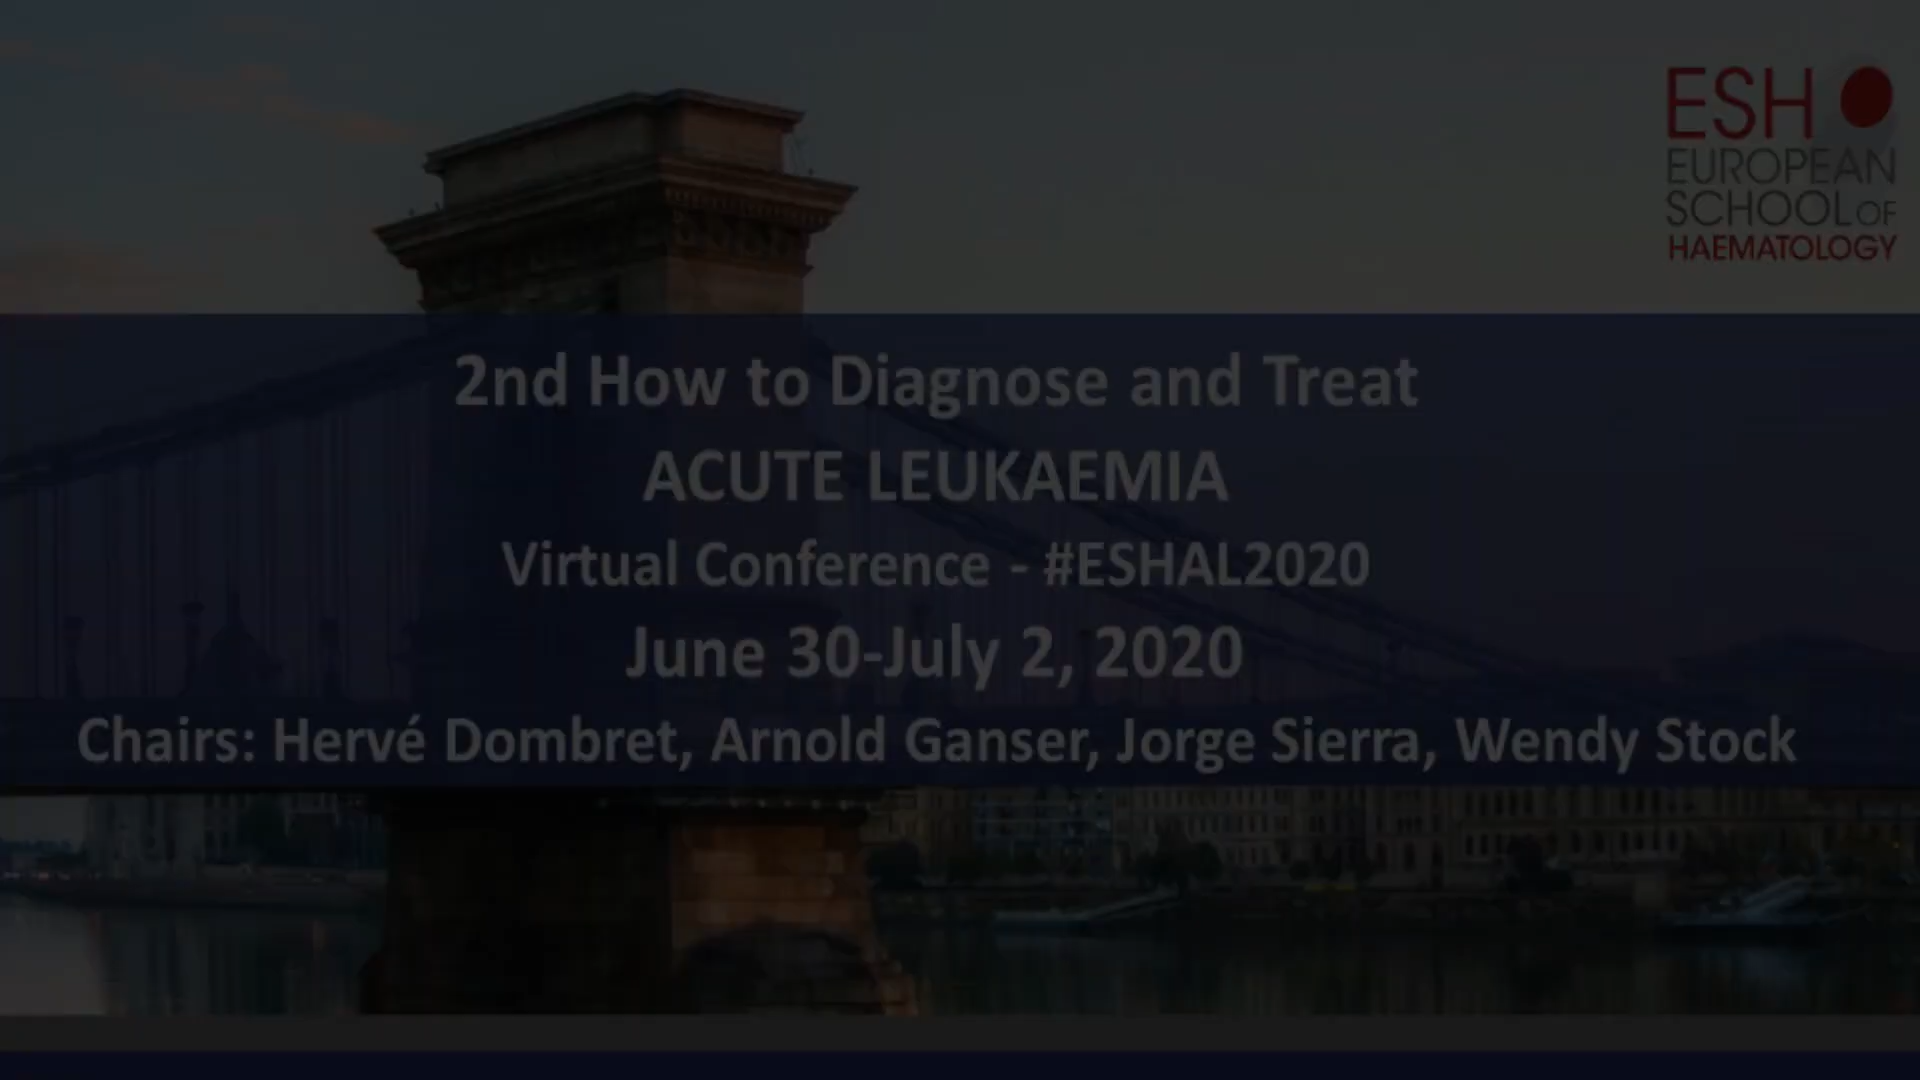 ESH
EUROPEAN
SCHOOL OF
HAEMATOLOGY
2nd How to Diagnose and Treat
ACUTE LEUKAEMIA
Virtual Conference - #ESHAL2020
June 30-July 2, 2020
Chairs: Hervé Dombret, Arnold Ganser, Jorge Sierra, Wendy Stock